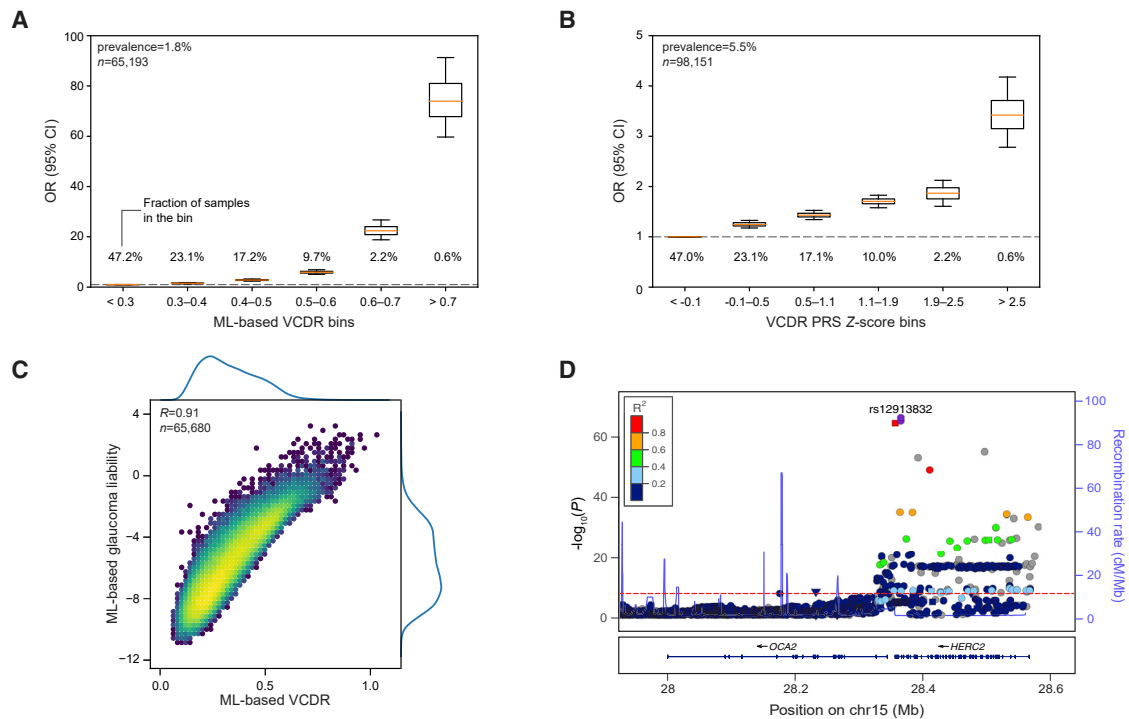 A
prevalence=1.8%
n=65,193
100
80
60
40
20
0
OR (95% CI)
Fraction of samples
in the bin
47.2% 23.1% 17.2% 9.7% 2.2% 0.6%
< 0.3 0.3–0.4 0.4–0.5 0.5–0.6 0.6–0.7 > 0.7
ML-based VCDR bins
B
prevalence=5.5%
n=98,151
5
4
3
2
1
0
OR (95% CI)
47.0% 23.1% 17.1% 10.0% 2.2% 0.6%
< -0.1 -0.1–0.5 0.5–1.1 1.1–1.9 1.9–2.5 > 2.5
VCDR PRS Z-score bins
C
R=0.91
n=65,680
4
0
−4
−8
−12
ML-based glaucoma liability
0.0 0.5 1.0
ML-based VCDR
D
rs12913832
R²
0.8
0.6
0.4
0.2
60
40
20
0
-log₁₀(P)
100
80
60
40
20
0
Recombination rate (cM/Mb)
OCA2 HERC2
28 28.2 28.4 28.6
Position on chr15 (Mb)